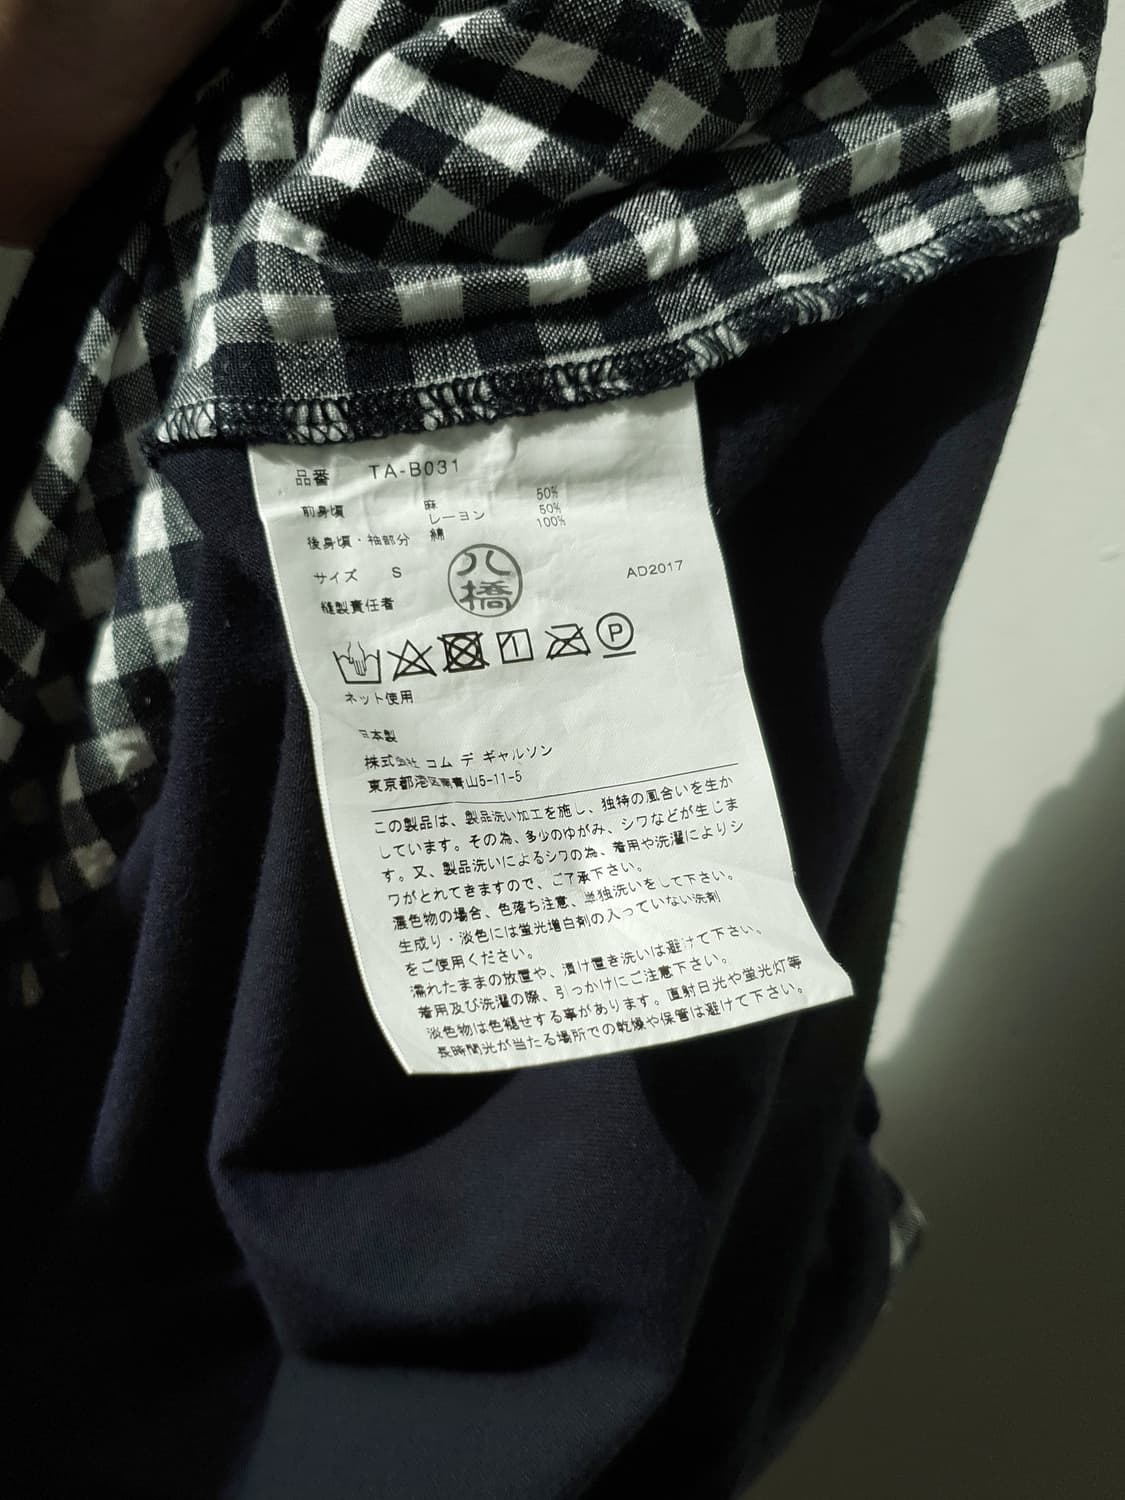 品番 TA-B031
前身頃 麻 50%
レーヨン 50%
後身頃・袖部分 綿 100%
サイズ S
八橋
AD2017
縫製責任者
P
ネット使用
日本製
株式会社 コム デ ギャルソン
東京都港区南青山5-11-5
この製品は、製品洗い加工を施し、独特の風合いを生か
しています。その為、多少のゆがみ、シワなどが生じま
す。又、製品洗いによるシワの為、着用や洗濯によりシ
ワがとれてきますので、ご了承下さい。
濃色物の場合、色落ち注意、単独洗いをして下さい。
生成り・淡色には蛍光増白剤の入っていない洗剤
をご使用ください。
濡れたままの放置や、漬け置き洗いは避けて下さい。
着用及び洗濯の際、引っかけにご注意下さい。
淡色物は色褪せする事があります。直射日光や蛍光灯等
長時間光が当たる場所での乾燥や保管は避けて下さい。